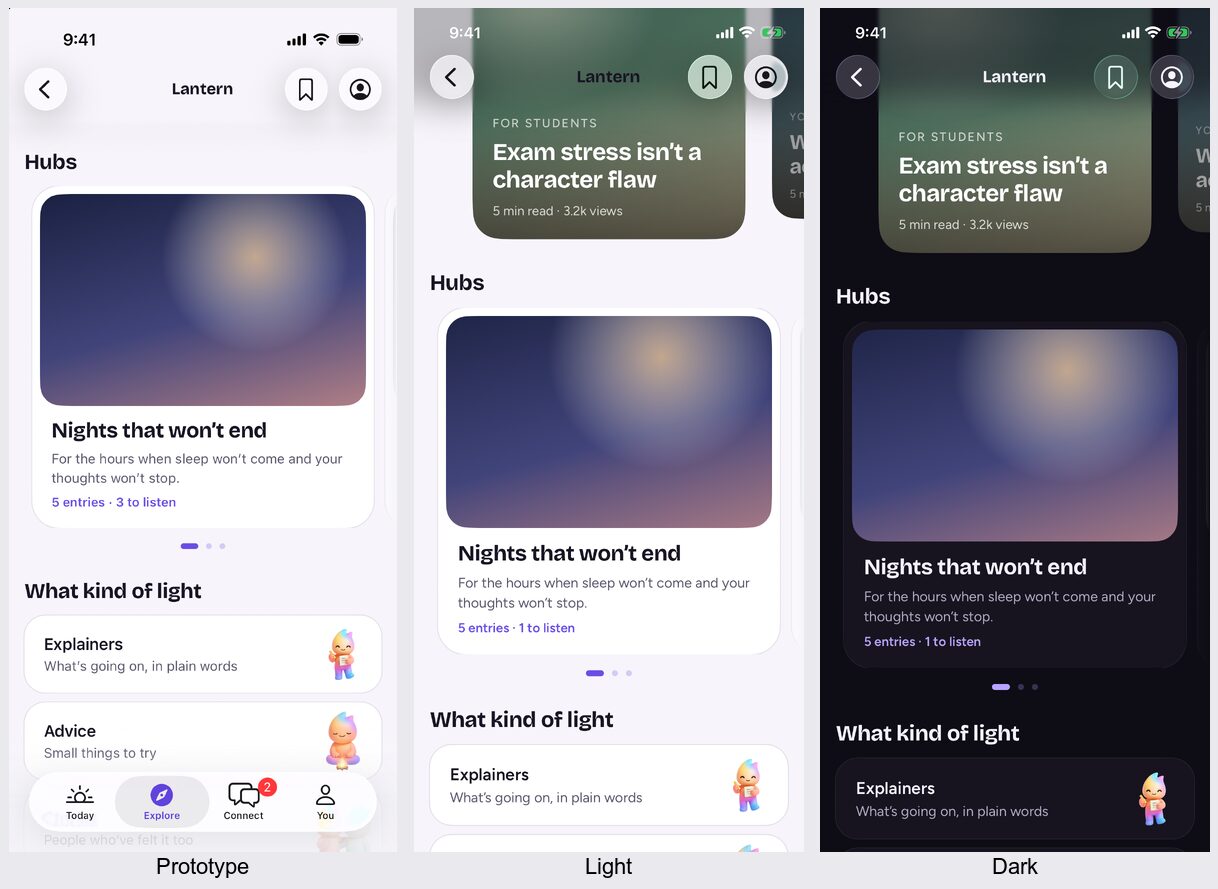 9:41
Lantern
Hubs
Nights that won't end
For the hours when sleep won't come and your
thoughts won't stop.
5 entries · 3 to listen
What kind of light
Explainers
What's going on, in plain words
Advice
Small things to try
People who've felt it too
Today
Explore
Connect
2
You
Prototype
9:41
Lantern
FOR STUDENTS
Exam stress isn't a
character flaw
5 min read · 3.2k views
Hubs
Nights that won't end
For the hours when sleep won't come and your
thoughts won't stop.
5 entries · 1 to listen
What kind of light
Explainers
What's going on, in plain words
Light
9:41
Lantern
FOR STUDENTS
Exam stress isn't a
character flaw
5 min read · 3.2k views
Hubs
Nights that won't end
For the hours when sleep won't come and your
thoughts won't stop.
5 entries · 1 to listen
What kind of light
Explainers
What's going on, in plain words
Dark